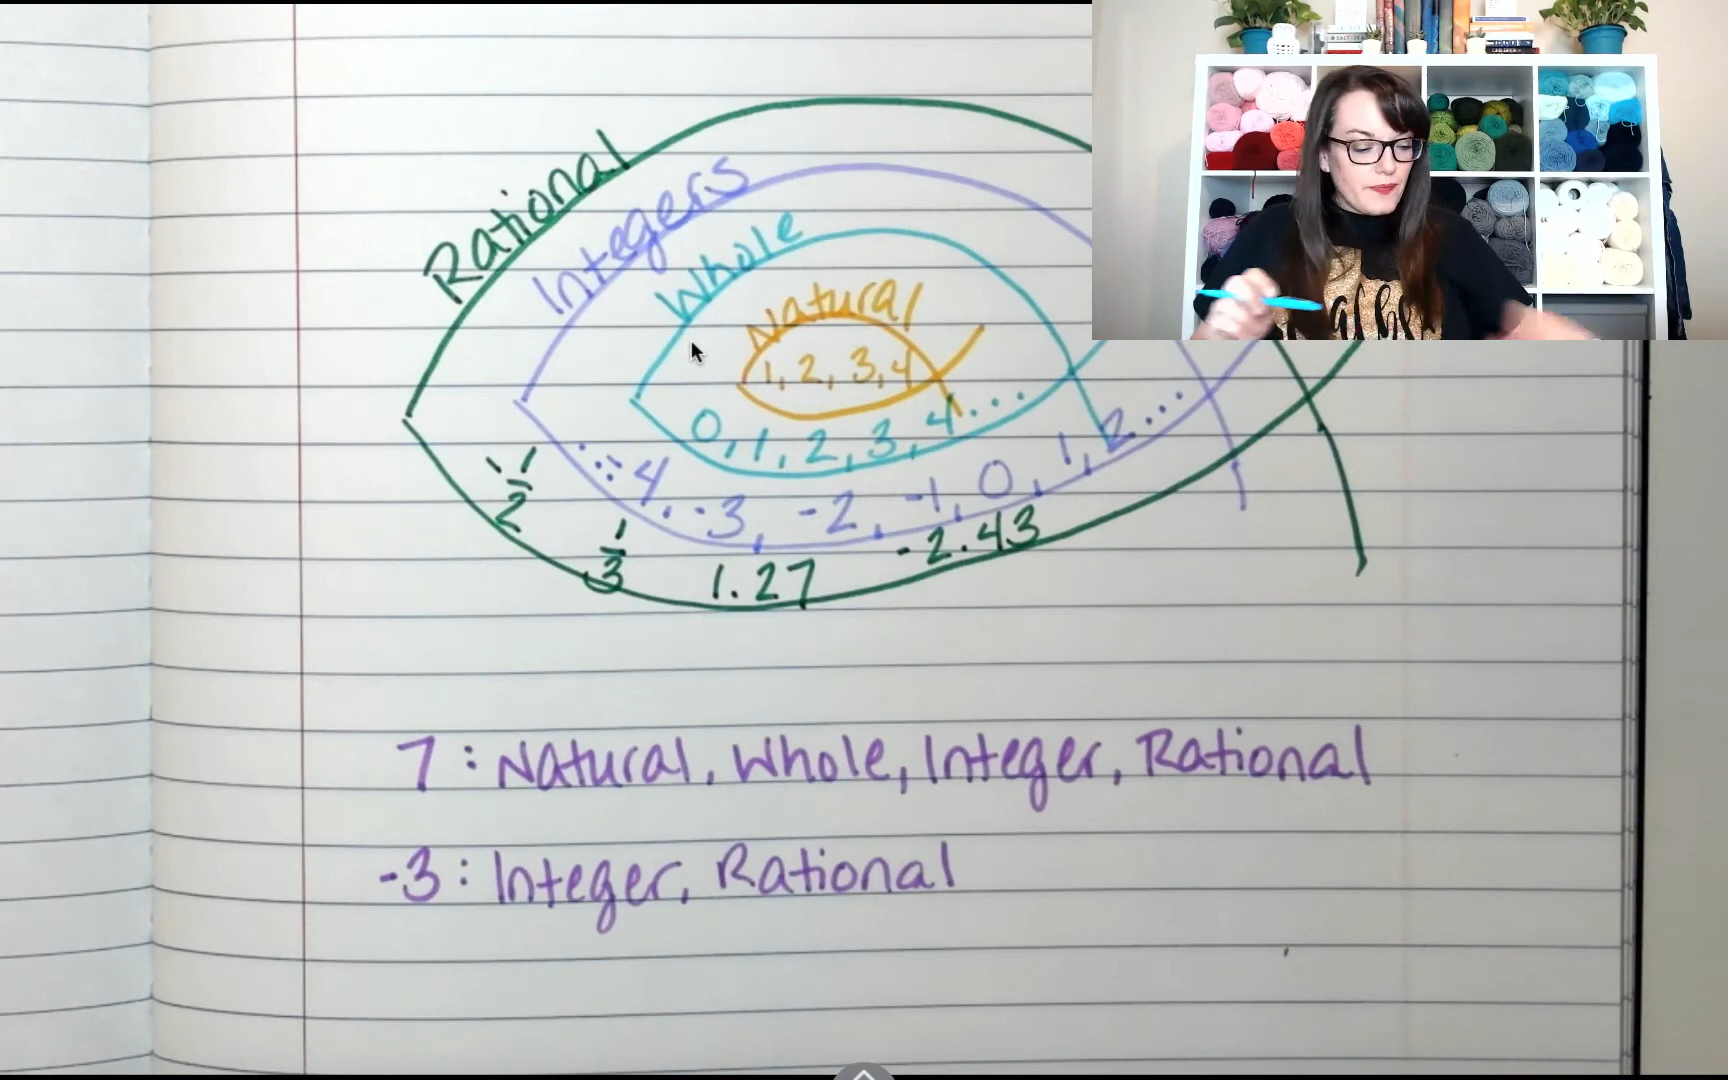 Rational
Integers
Whole
Natural
1, 2, 3, 4
0, 1, 2, 3, 4...
...-4, -3, -2, -1, 0, 1, 2...
-1/2
1/3
1.27
-2.43
7: Natural, Whole, Integer, Rational
-3: Integer, Rational